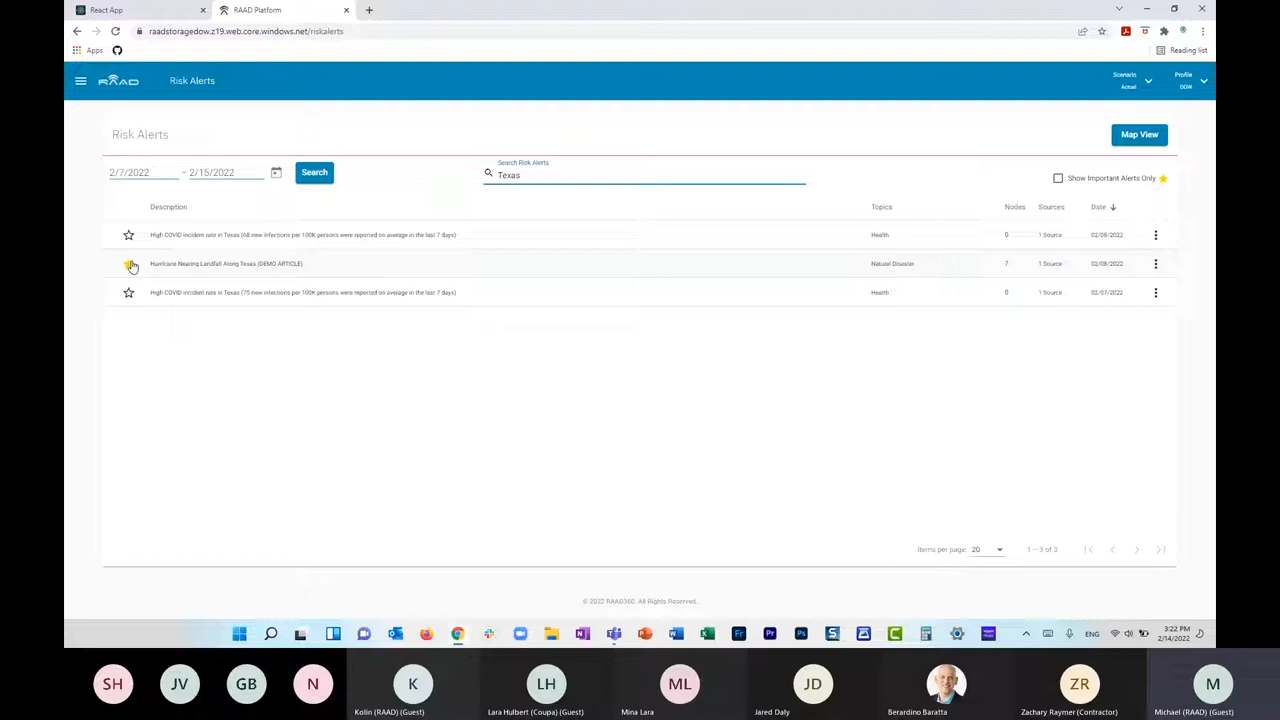 React App
RAAD Platform
raadstoragedow.z19.web.core.windows.net/riskalerts
Apps
Reading list
RAAD
Risk Alerts
Scenario
Actual
Profile
DOW
Risk Alerts
Map View
2/7/2022 – 2/15/2022
Search
Search Risk Alerts
Texas
Show Important Alerts Only
Description Topics Nodes Sources Date
High COVID incident rate in Texas (68 new infections per 100K persons were reported on average in the last 7 days) Health 0 1 Source 02/08/2022
Hurricane Nearing Landfall Along Texas (DEMO ARTICLE) Natural Disaster 7 1 Source 02/08/2022
High COVID incident rate in Texas (75 new infections per 100K persons were reported on average in the last 7 days) Health 0 1 Source 02/07/2022
Items per page: 20 1 – 3 of 3
© 2022 RAAD360. All Rights Reserved.
ENG
3:22 PM
2/14/2022
SH JV GB N K LH ML JD ZR M
Kolin (RAAD) (Guest) Lara Hulbert (Coupa) (Guest) Mina Lara Jared Daly Berardino Baratta Zachary Raymer (Contractor) Michael (RAAD) (Guest)